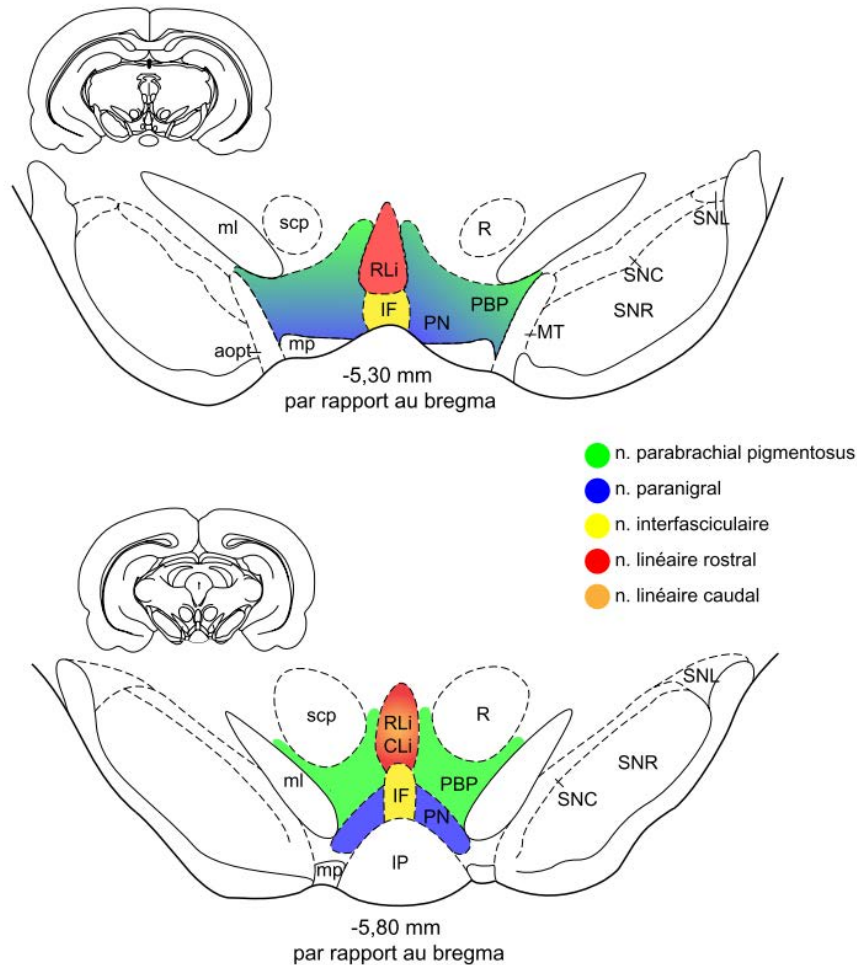 ml
scp
RLi
R
SNL
SNC
SNR
IF
PBP
PN
MT
aopt
mp
-5,30 mm
par rapport au bregma
n. parabrachial pigmentosus
n. paranigral
n. interfasciculaire
n. linéaire rostral
n. linéaire caudal
scp
RLi
CLi
R
SNL
ml
SNR
PBP
IF
SNC
PN
mp
IP
-5,80 mm
par rapport au bregma